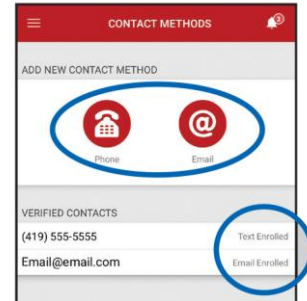 CONTACT METHODS
3
ADD NEW CONTACT METHOD
@
Phone Email
VERIFIED CONTACTS
(419) 555-5555 Text Enrolled
Email@email.com Email Enrolled